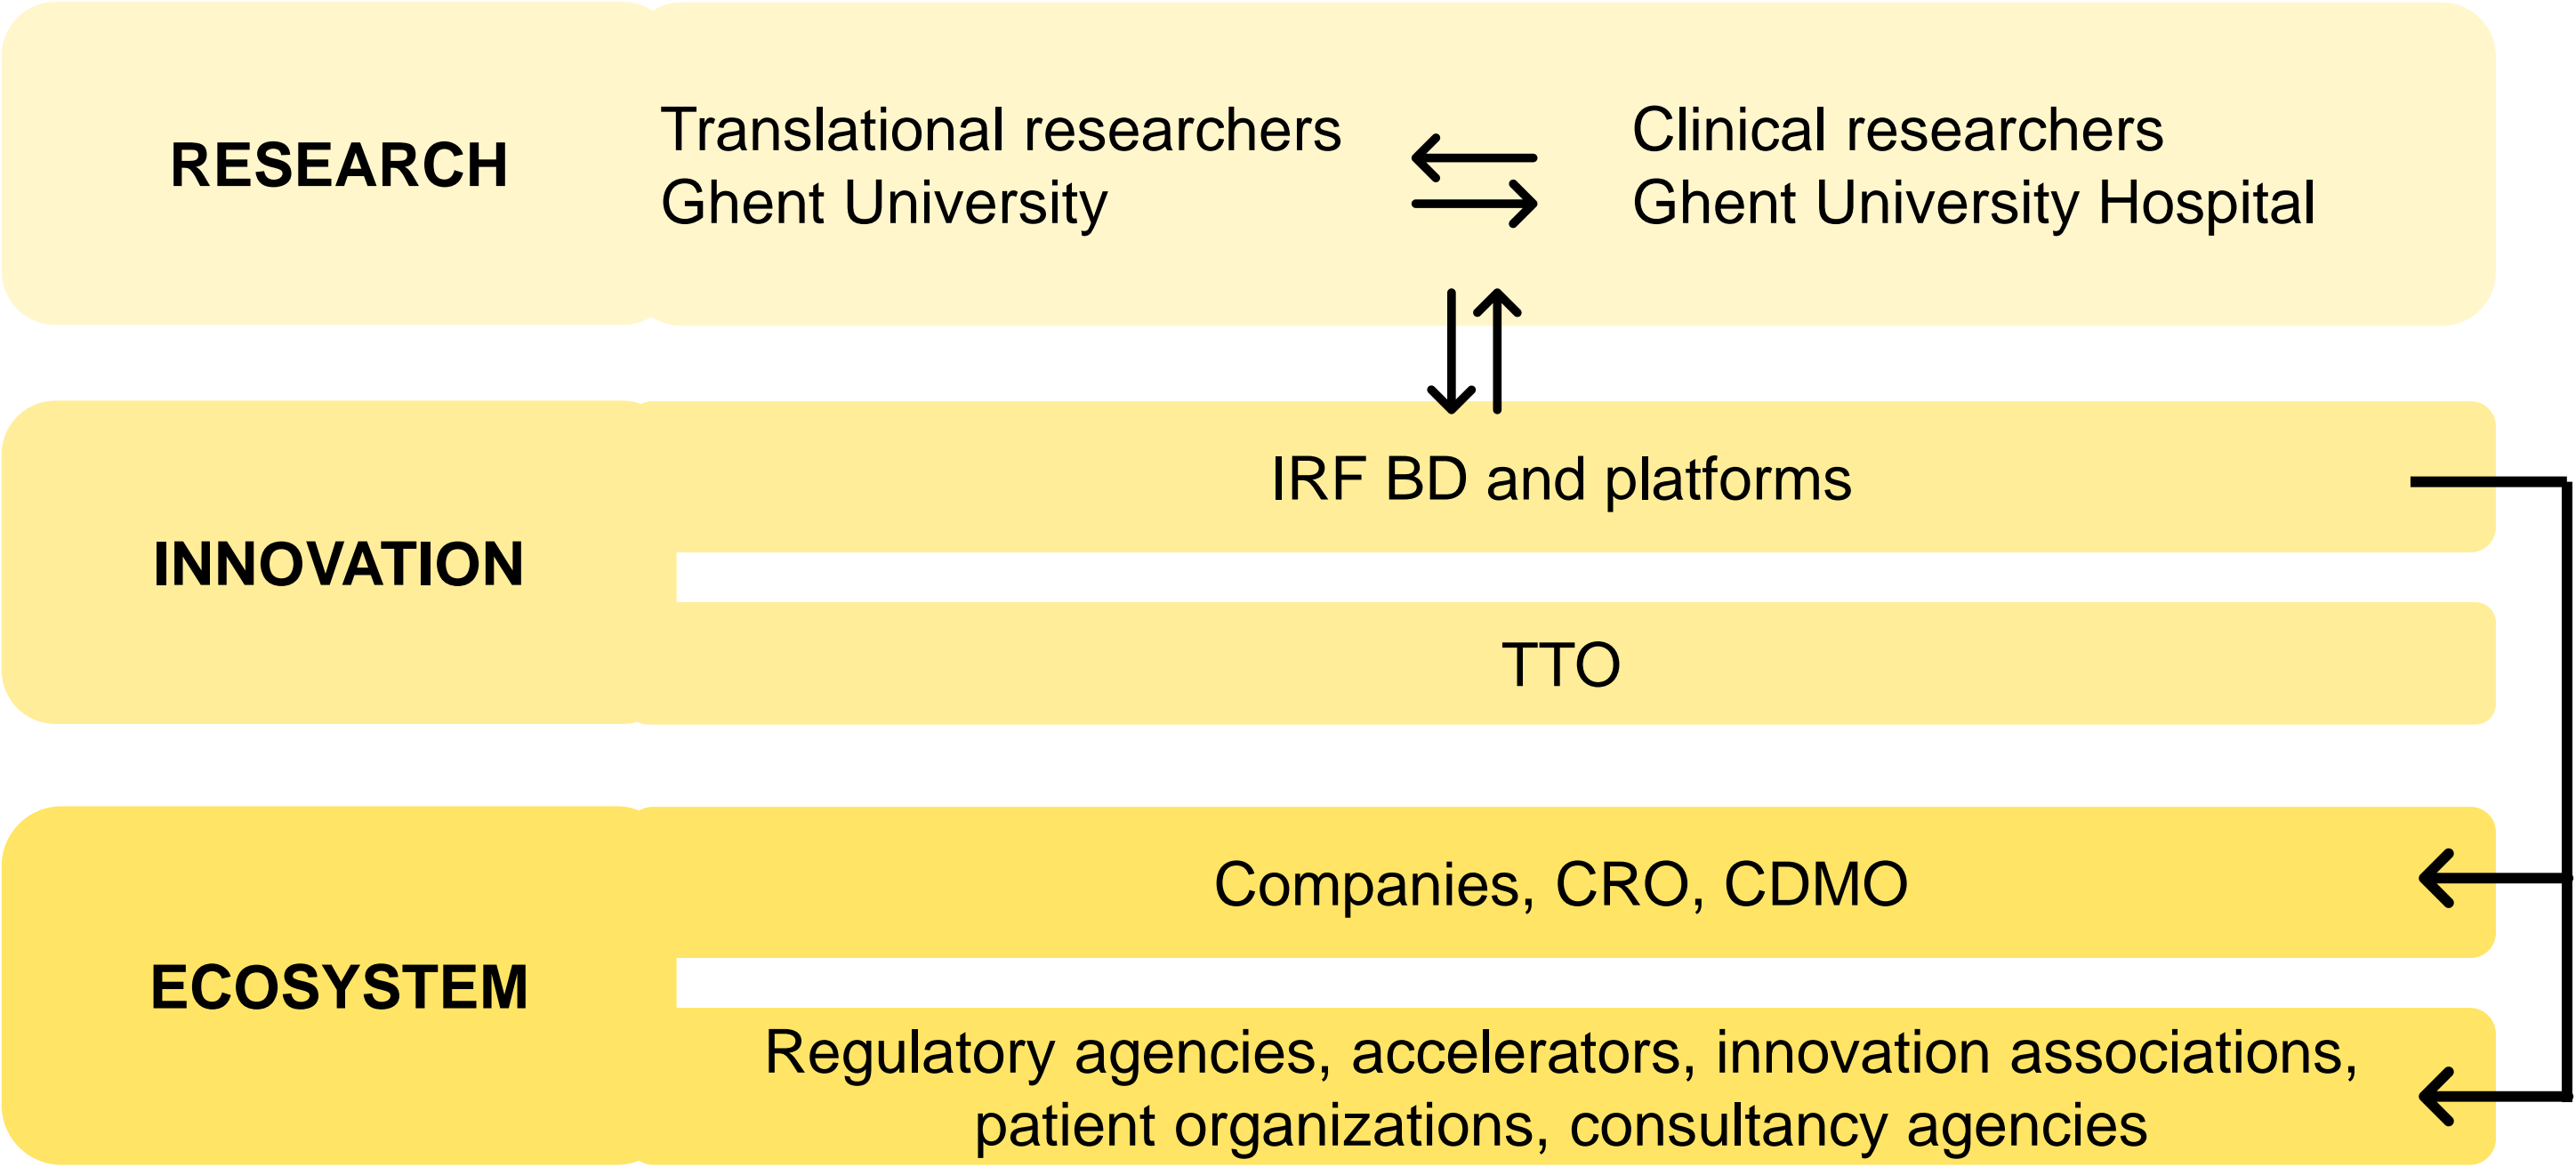 RESEARCH
Translational researchers
Ghent University
Clinical researchers
Ghent University Hospital
INNOVATION
IRF BD and platforms
TTO
ECOSYSTEM
Companies, CRO, CDMO
Regulatory agencies, accelerators, innovation associations,
patient organizations, consultancy agencies